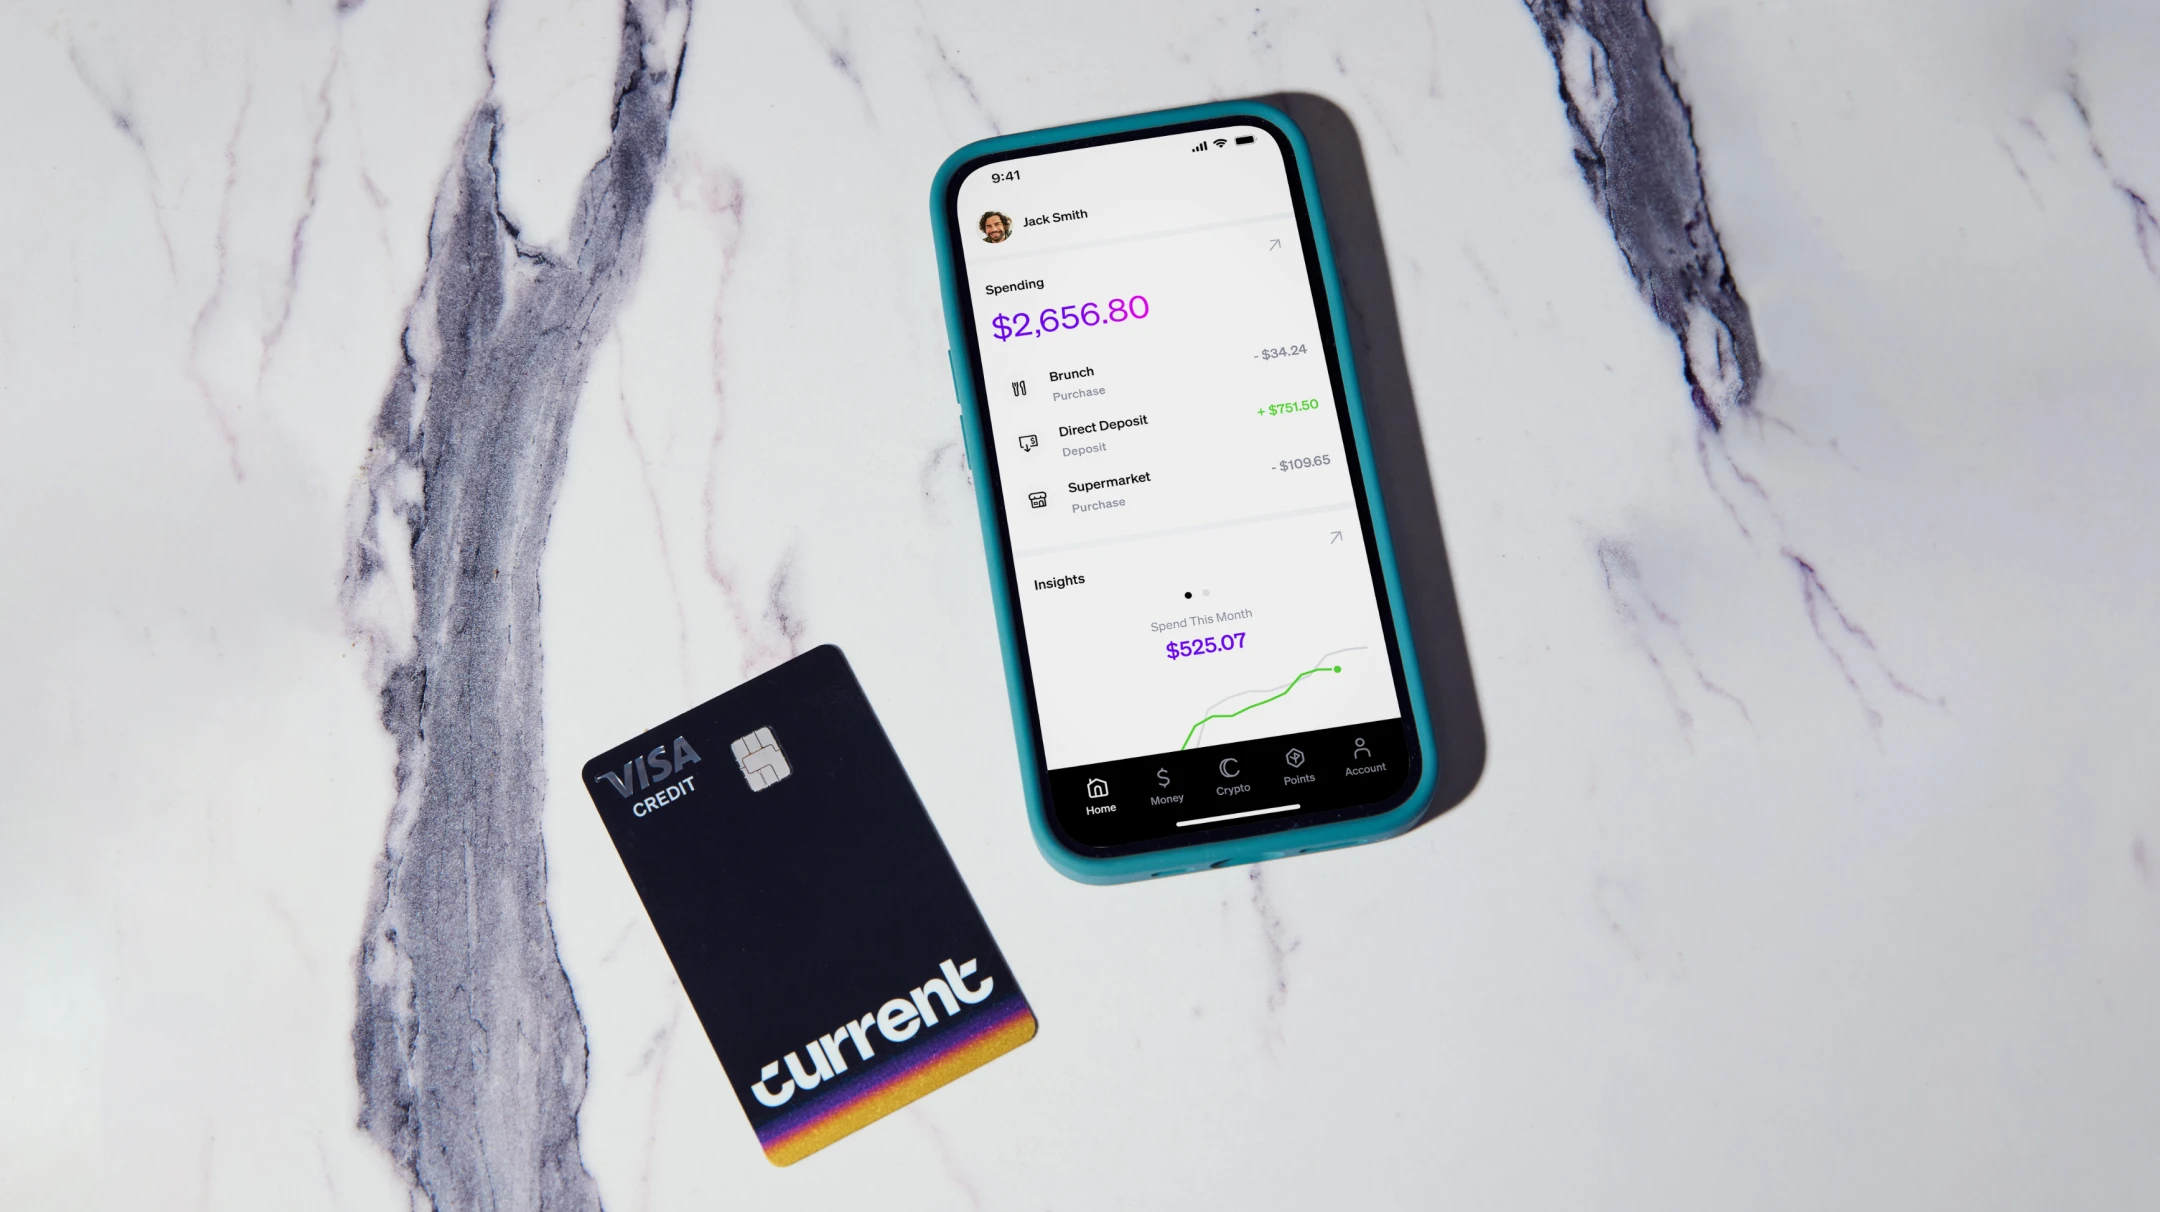 9:41
Jack Smith
Spending
$2,656.80
Brunch
- $34.24
Purchase
Direct Deposit
+ $751.50
Deposit
Supermarket
- $109.65
Purchase
Insights
Spend This Month
$525.07
Home
Money
Crypto
Points
Account
VISA
CREDIT
current